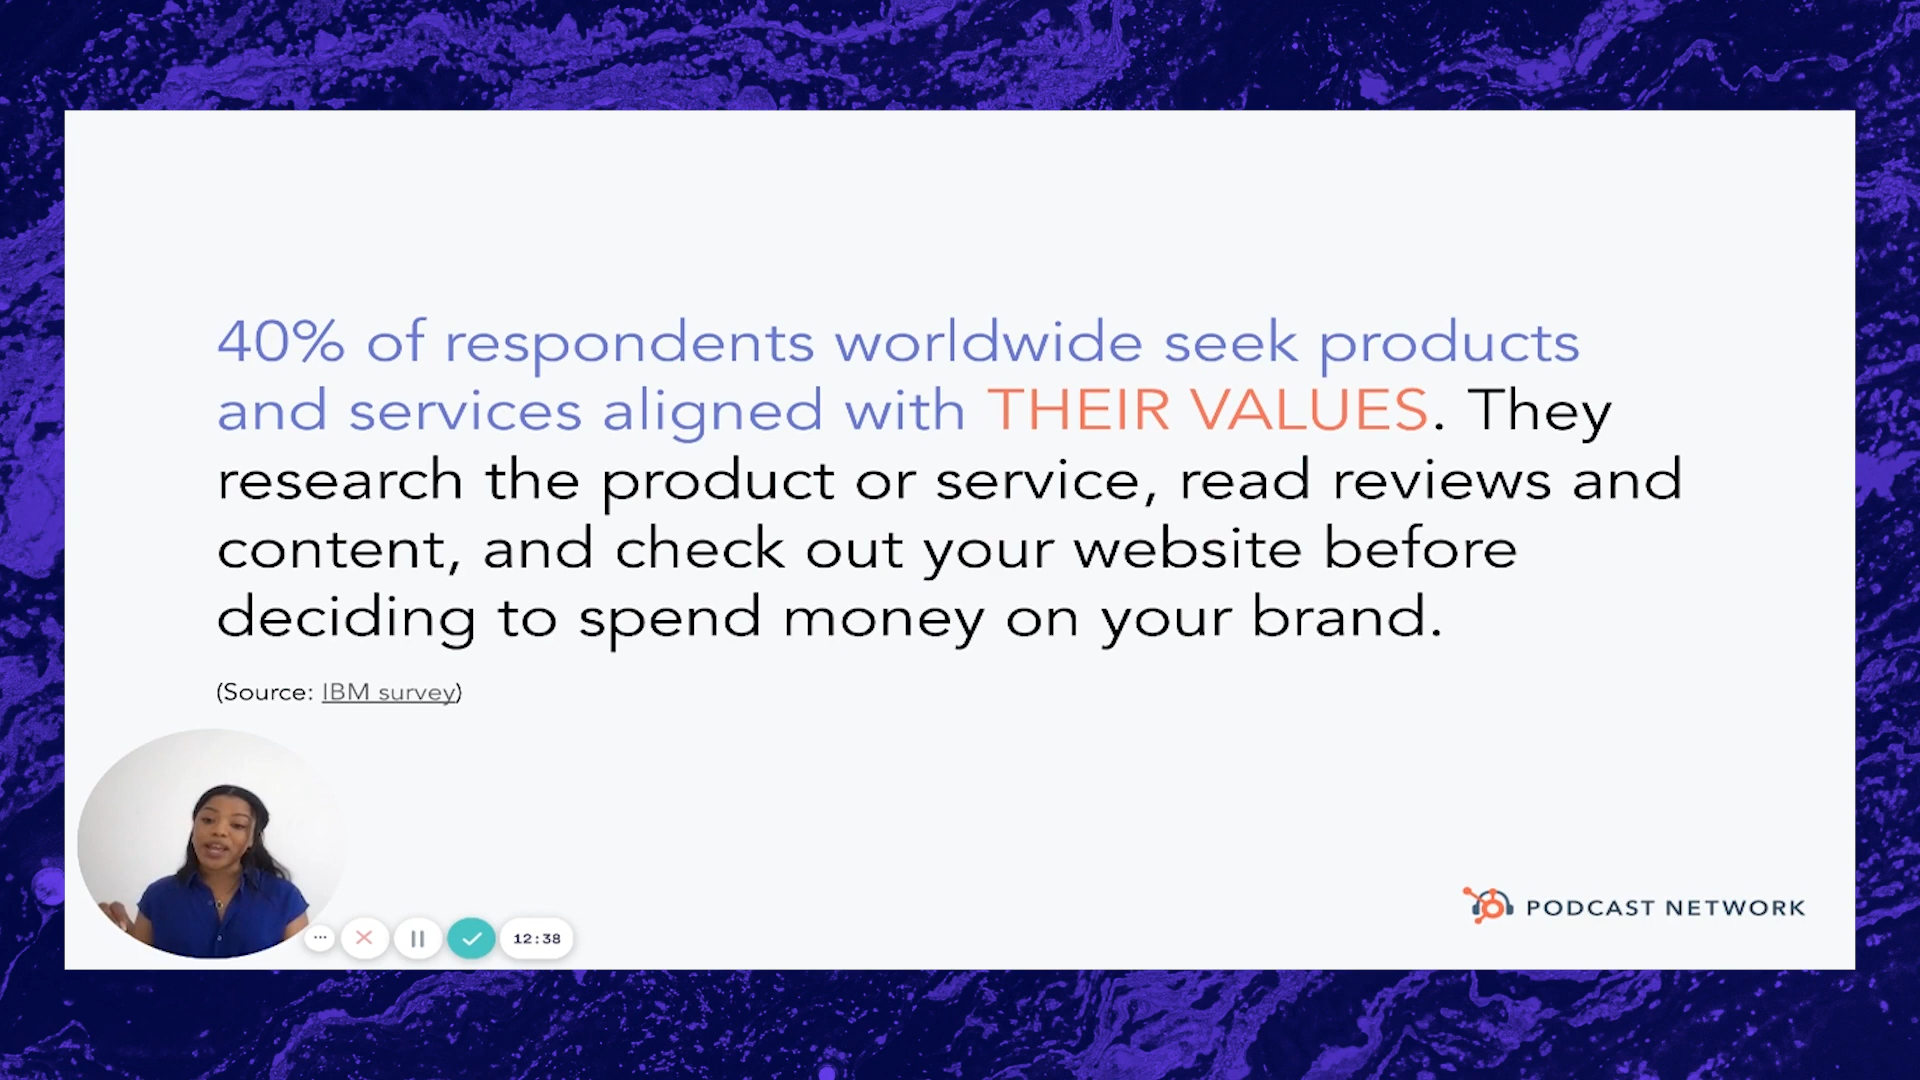 40% of respondents worldwide seek products
and services aligned with THEIR VALUES. They
research the product or service, read reviews and
content, and check out your website before
deciding to spend money on your brand.
(Source: IBM survey)
12:38
PODCAST NETWORK